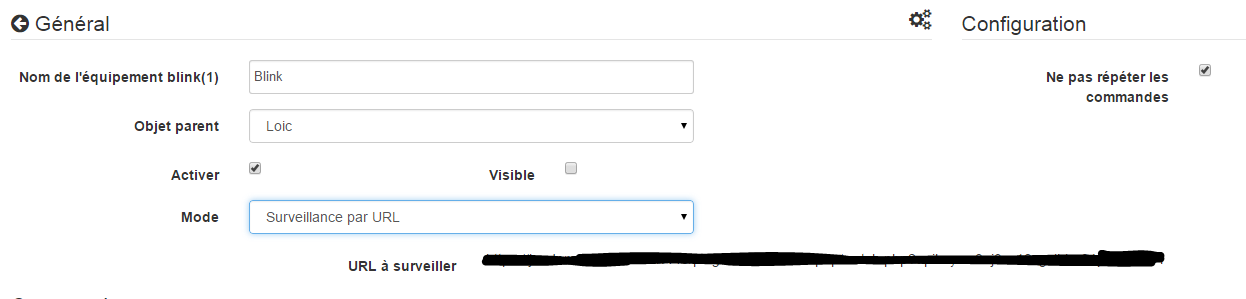 Général
Configuration
Nom de l'équipement blink(1)
Blink
Ne pas répéter les
commandes
Objet parent
Loic
Activer
Visible
Mode
Surveillance par URL
URL à surveiller